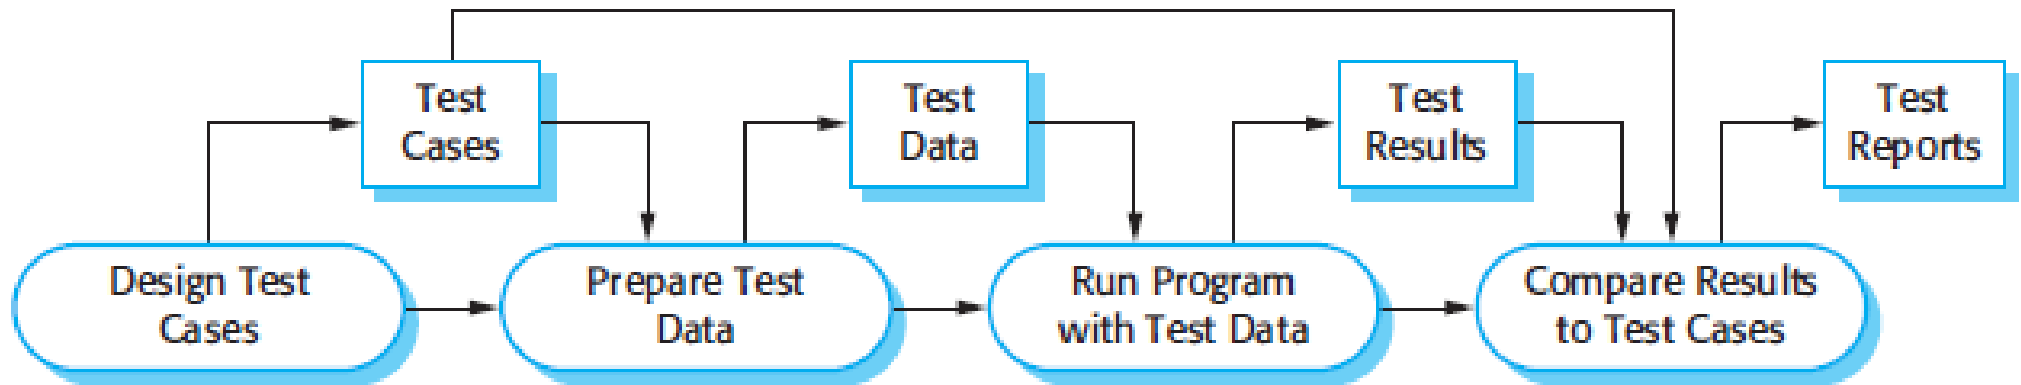 Test
Cases
Test
Data
Test
Results
Test
Reports
Design Test
Cases
Prepare Test
Data
Run Program
with Test Data
Compare Results
to Test Cases